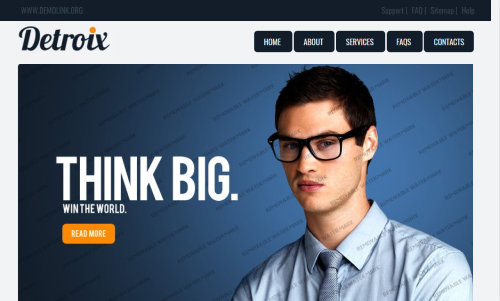 WWW.DEMOLINK.ORG
Support | FAQ | Sitemap | Help
Detroix
HOME
ABOUT
SERVICES
FAQS
CONTACTS
THINK BIG.
WIN THE WORLD.
READ MORE